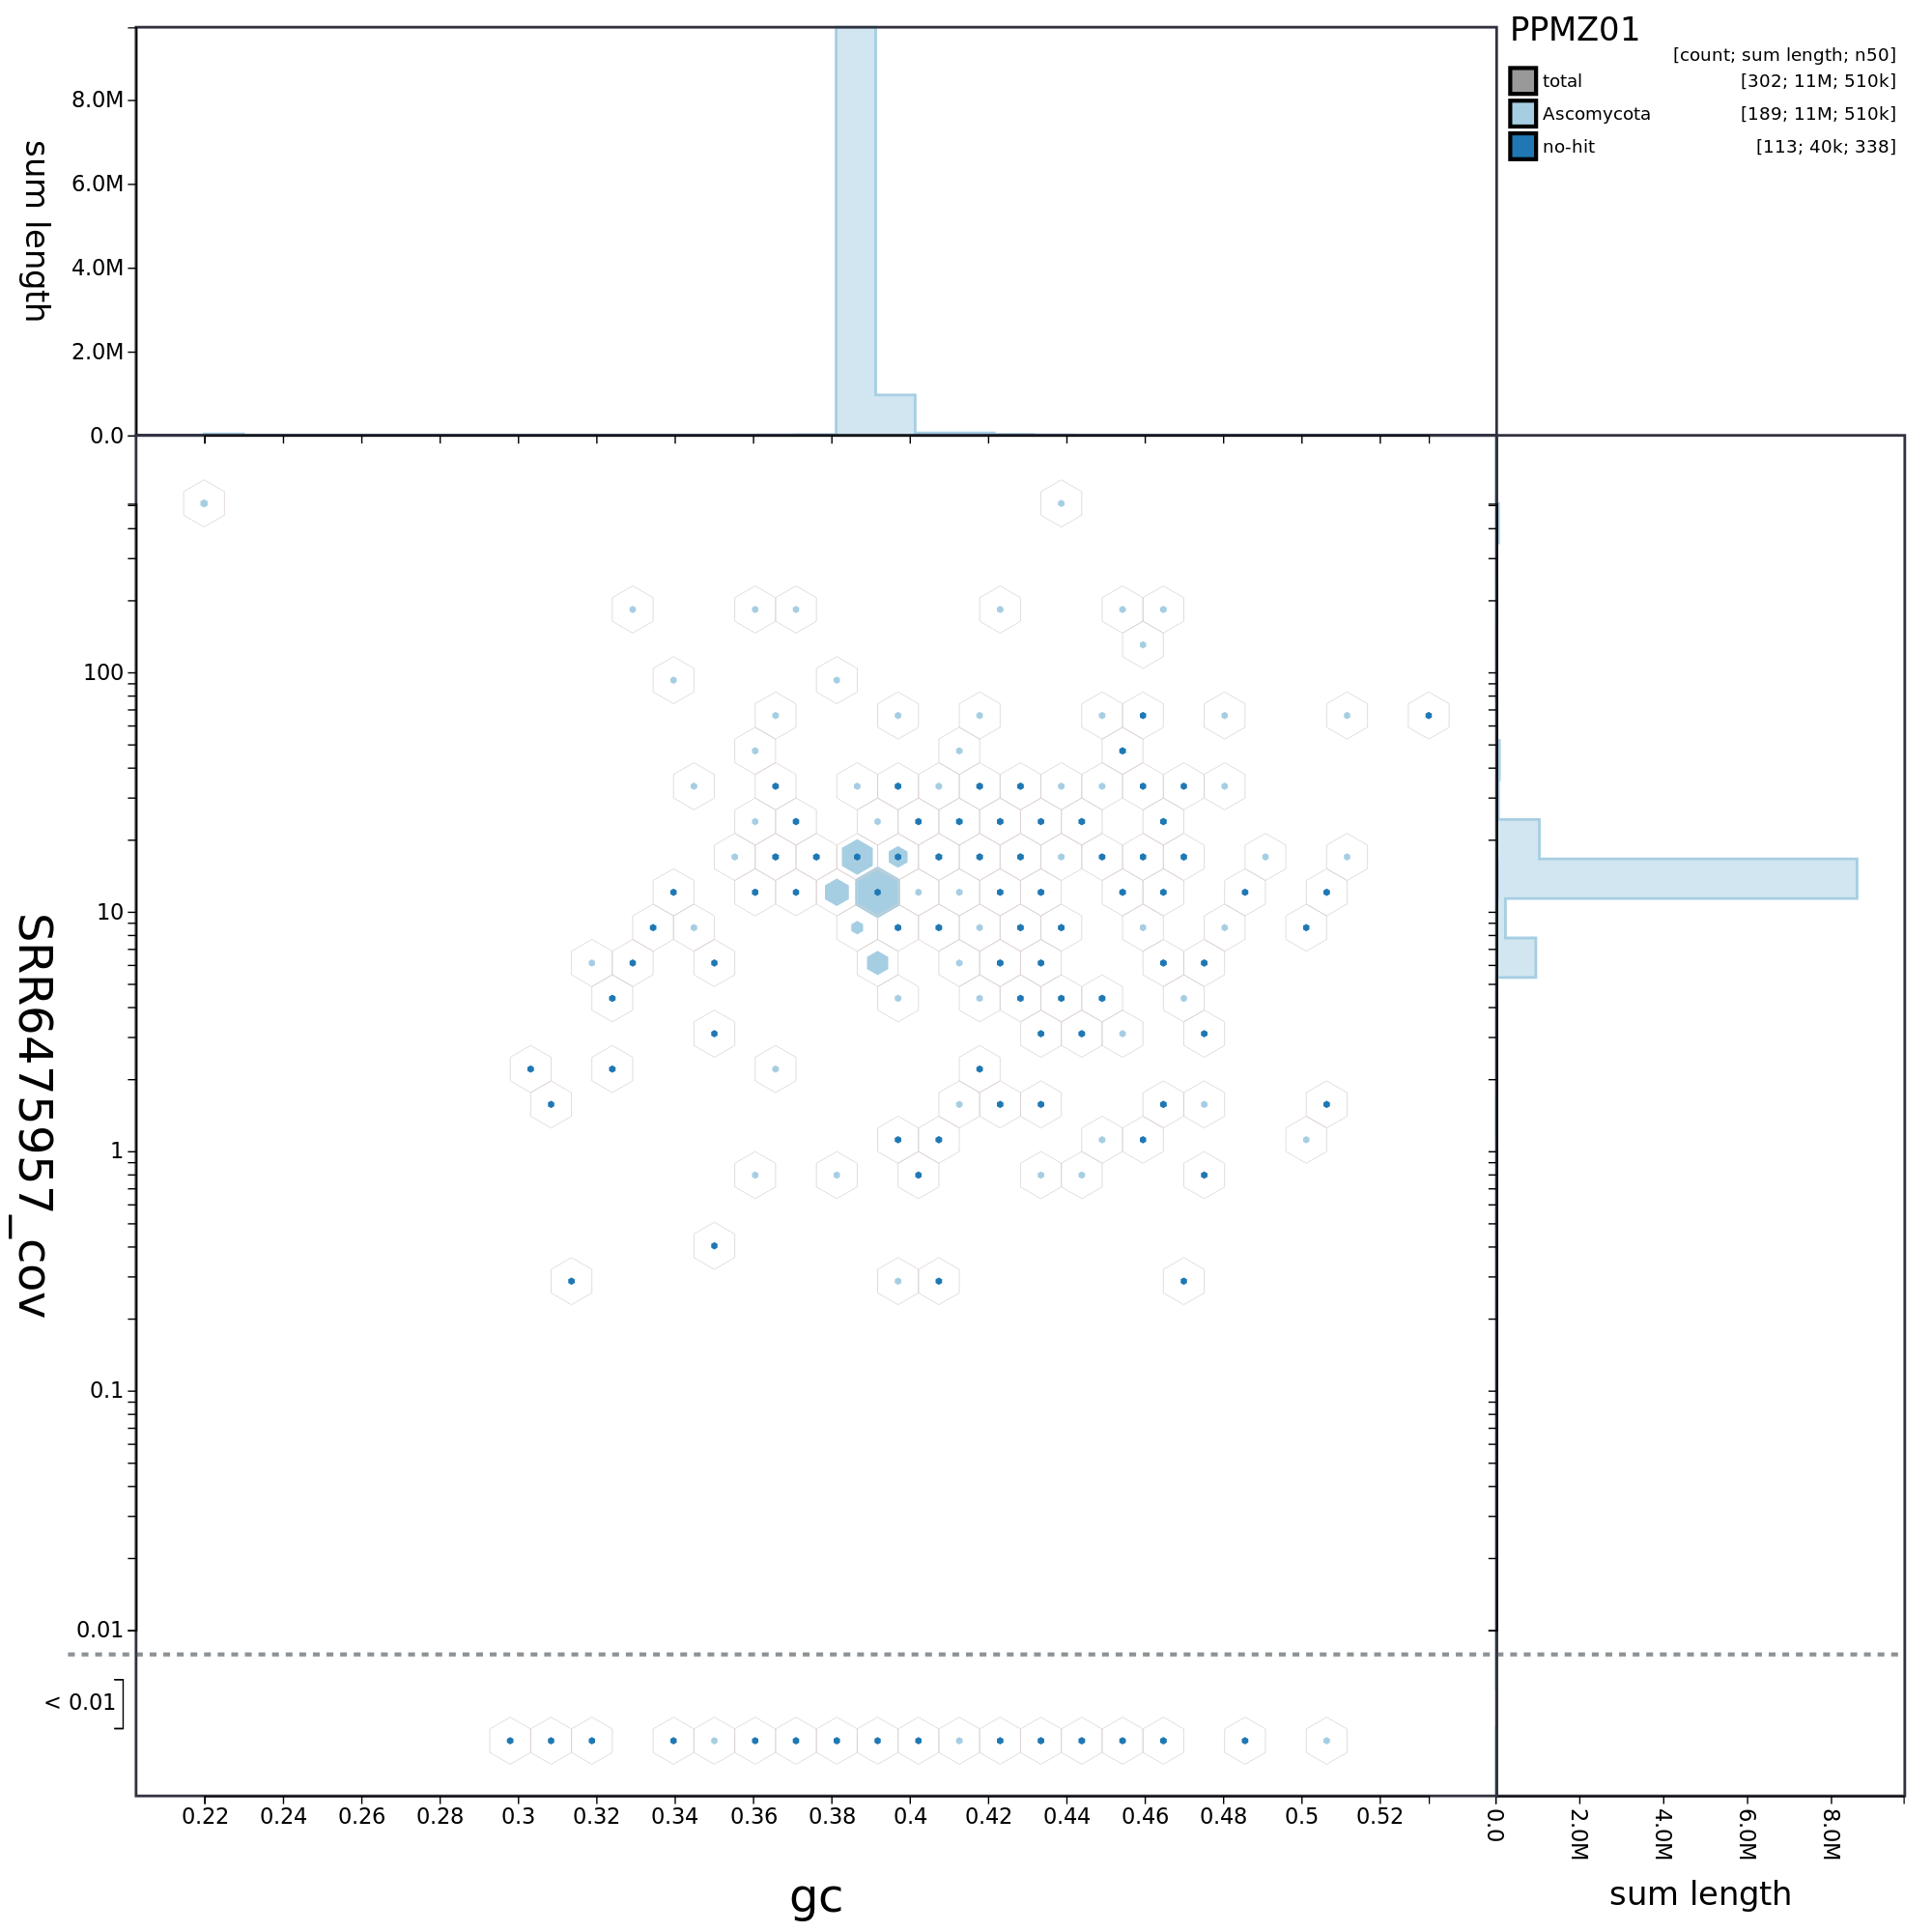 PPMZ01
[count; sum length; n50]
total [302; 11M; 510k]
Ascomycota [189; 11M; 510k]
no-hit [113; 40k; 338]
sum length
8.0M
6.0M
4.0M
2.0M
0.0
SRR6475957_cov
100
10
1
0.1
0.01
< 0.01
0.22 0.24 0.26 0.28 0.3 0.32 0.34 0.36 0.38 0.4 0.42 0.44 0.46 0.48 0.5 0.52
gc
0.0 2.0M 4.0M 6.0M 8.0M
sum length